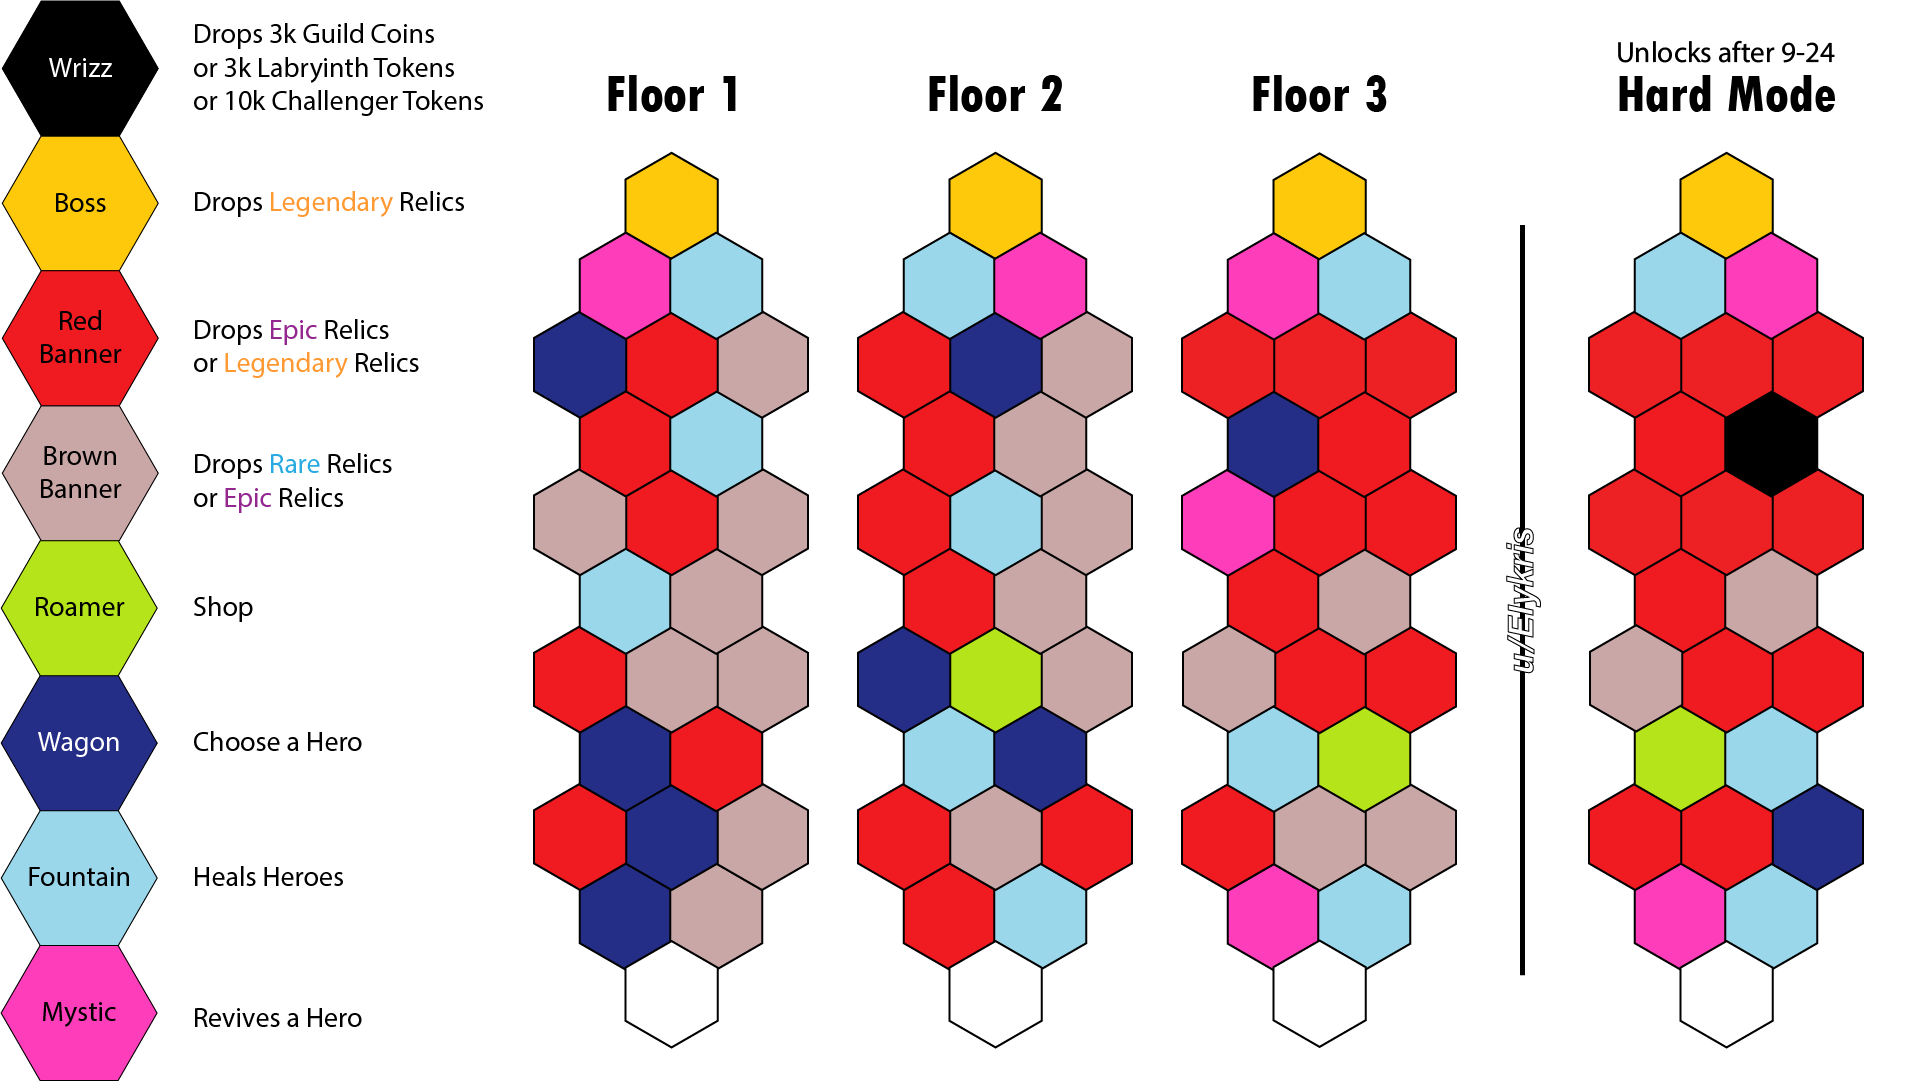 Wrizz
Drops 3k Guild Coins
or 3k Labryinth Tokens
or 10k Challenger Tokens
Boss
Drops Legendary Relics
Red
Banner
Drops Epic Relics
or Legendary Relics
Brown
Banner
Drops Rare Relics
or Epic Relics
Roamer
Shop
Wagon
Choose a Hero
Fountain
Heals Heroes
Mystic
Revives a Hero
Floor 1
Floor 2
Floor 3
Unlocks after 9-24
Hard Mode
u/Elykris